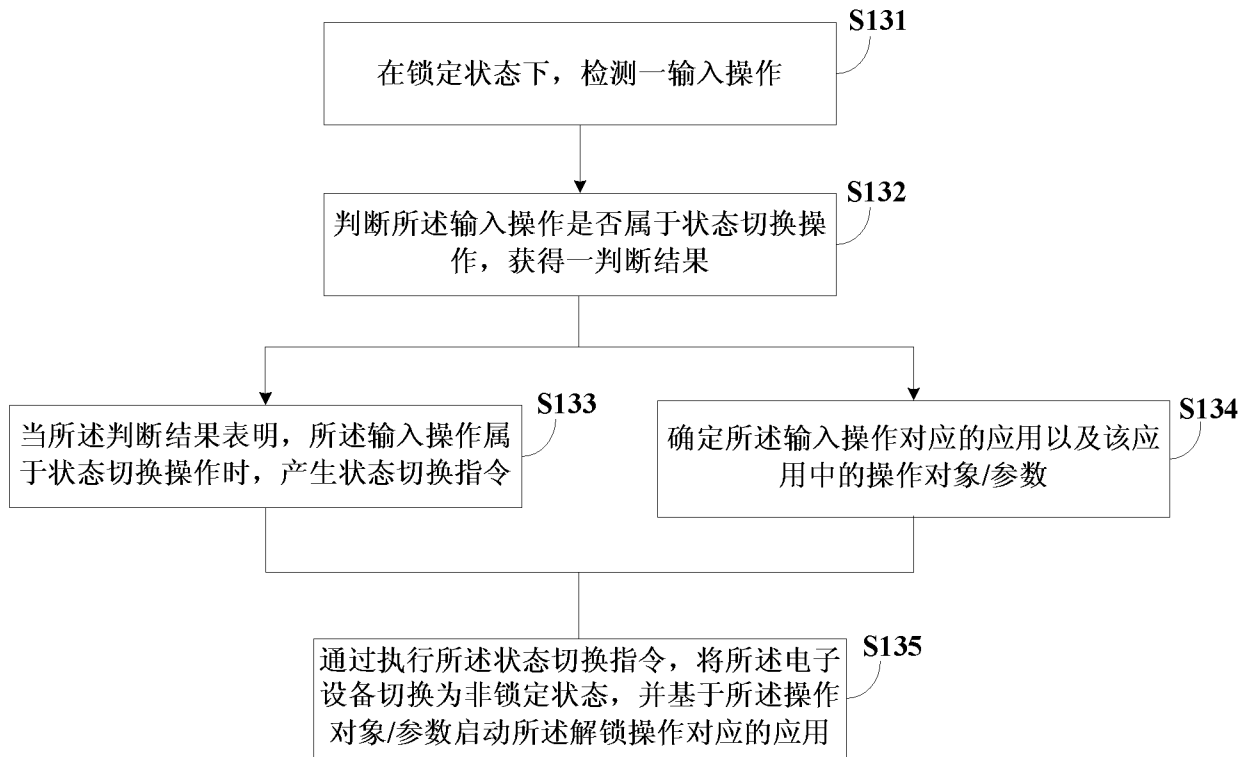 S131
在锁定状态下，检测一输入操作
S132
判断所述输入操作是否属于状态切换操
作，获得一判断结果
S133
当所述判断结果表明，所述输入操作属
于状态切换操作时，产生状态切换指令
S134
确定所述输入操作对应的应用以及该应
用中的操作对象/参数
S135
通过执行所述状态切换指令，将所述电子
设备切换为非锁定状态，并基于所述操作
对象/参数启动所述解锁操作对应的应用